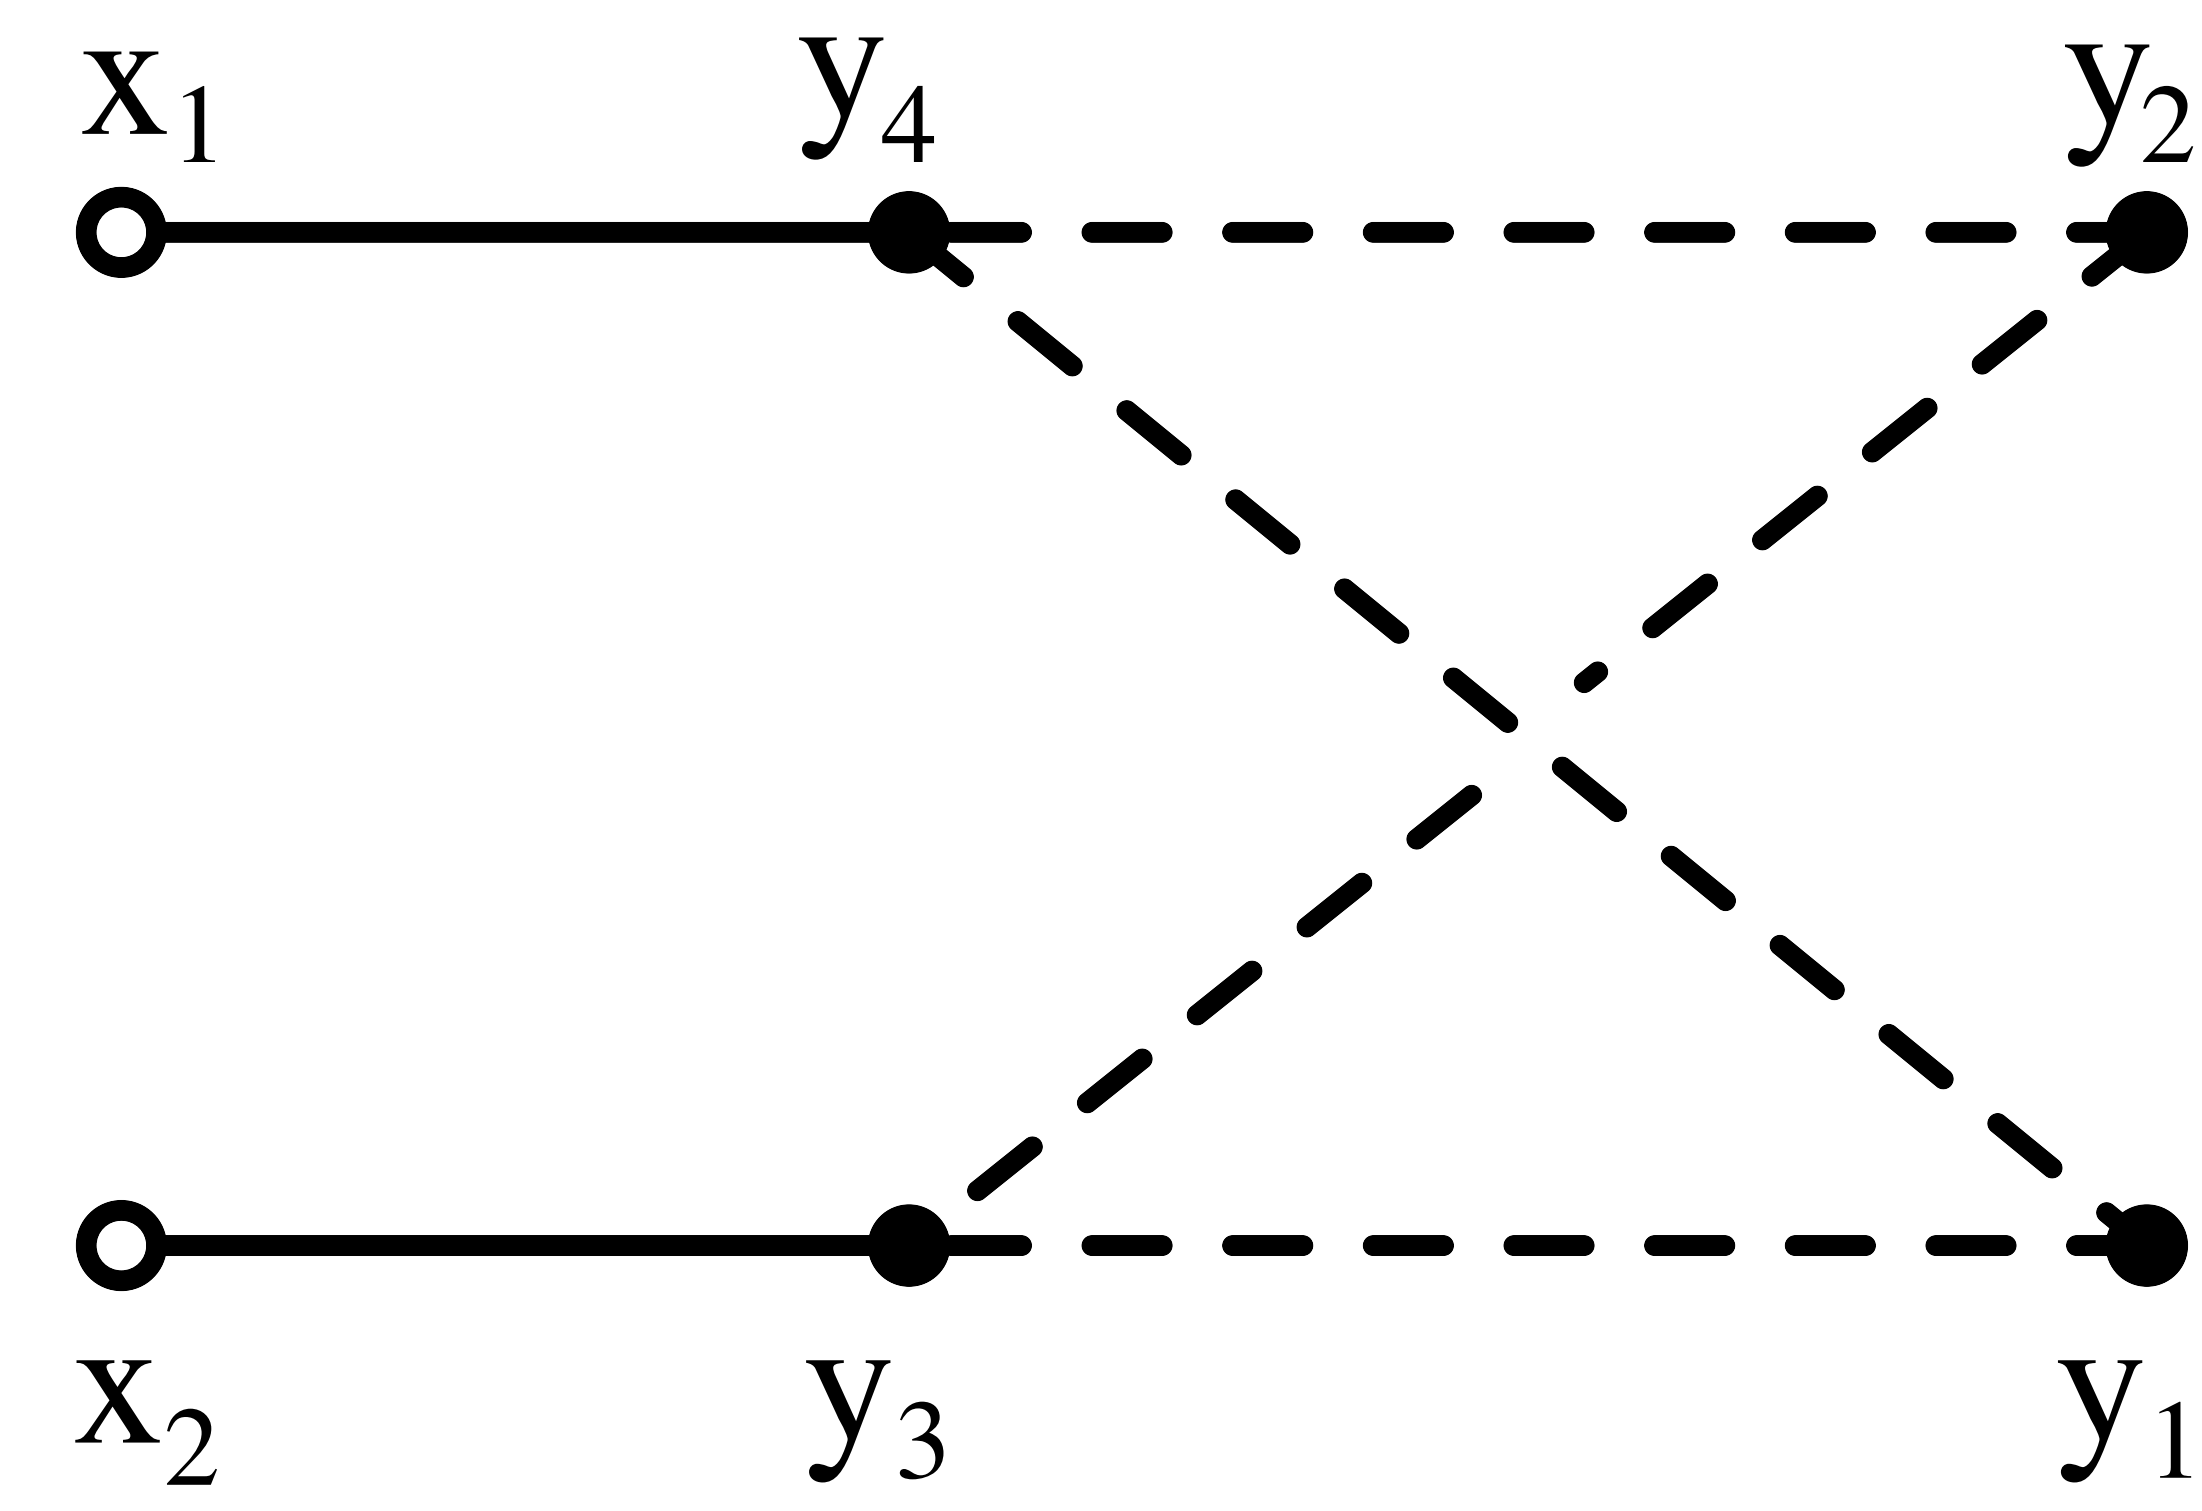 x₁ y₄ y₂
x₂ y₃ y₁